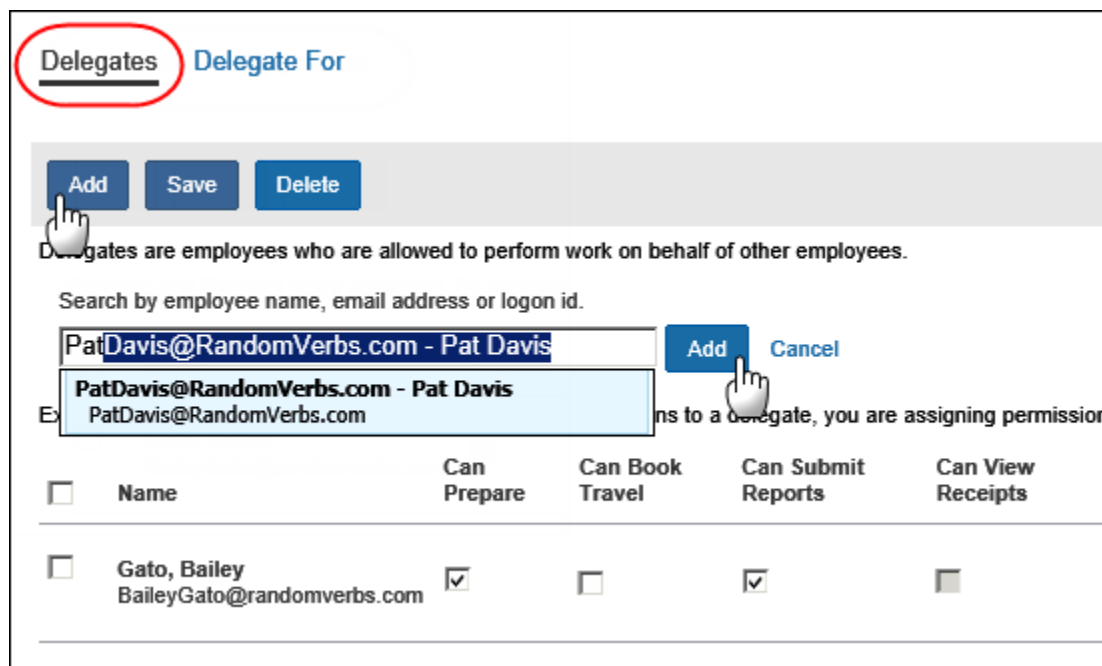 Delegates Delegate For
Add Save Delete
Delegates are employees who are allowed to perform work on behalf of other employees.
Search by employee name, email address or logon id.
PatDavis@RandomVerbs.com - Pat Davis Add Cancel
PatDavis@RandomVerbs.com - Pat Davis
PatDavis@RandomVerbs.com
to a delegate, you are assigning
Name Can Prepare Can Book Travel Can Submit Reports Can View Receipts
Gato, Bailey
BaileyGato@randomverbs.com